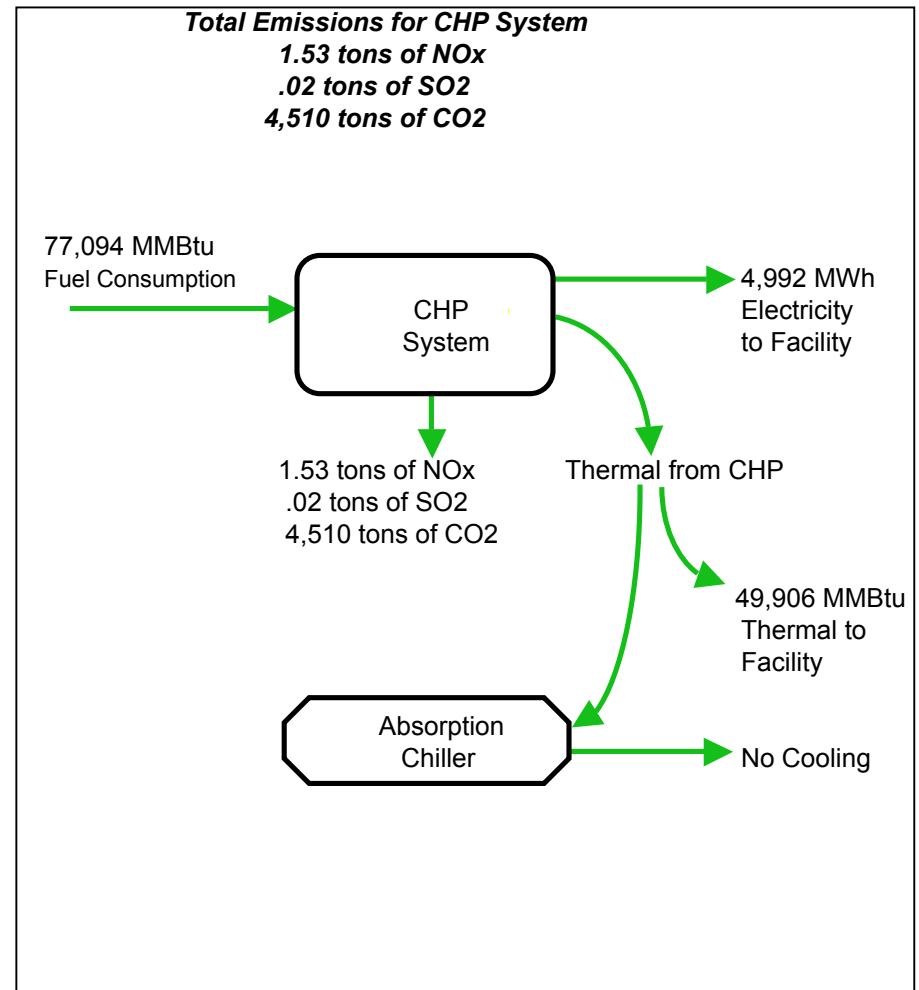 Total Emissions for CHP System
1.53 tons of NOx
.02 tons of SO2
4,510 tons of CO2
77,094 MMBtu
Fuel Consumption
CHP
System
4,992 MWh
Electricity
to Facility
1.53 tons of NOx
.02 tons of SO2
4,510 tons of CO2
Thermal from CHP
49,906 MMBtu
Thermal to
Facility
Absorption
Chiller
No Cooling